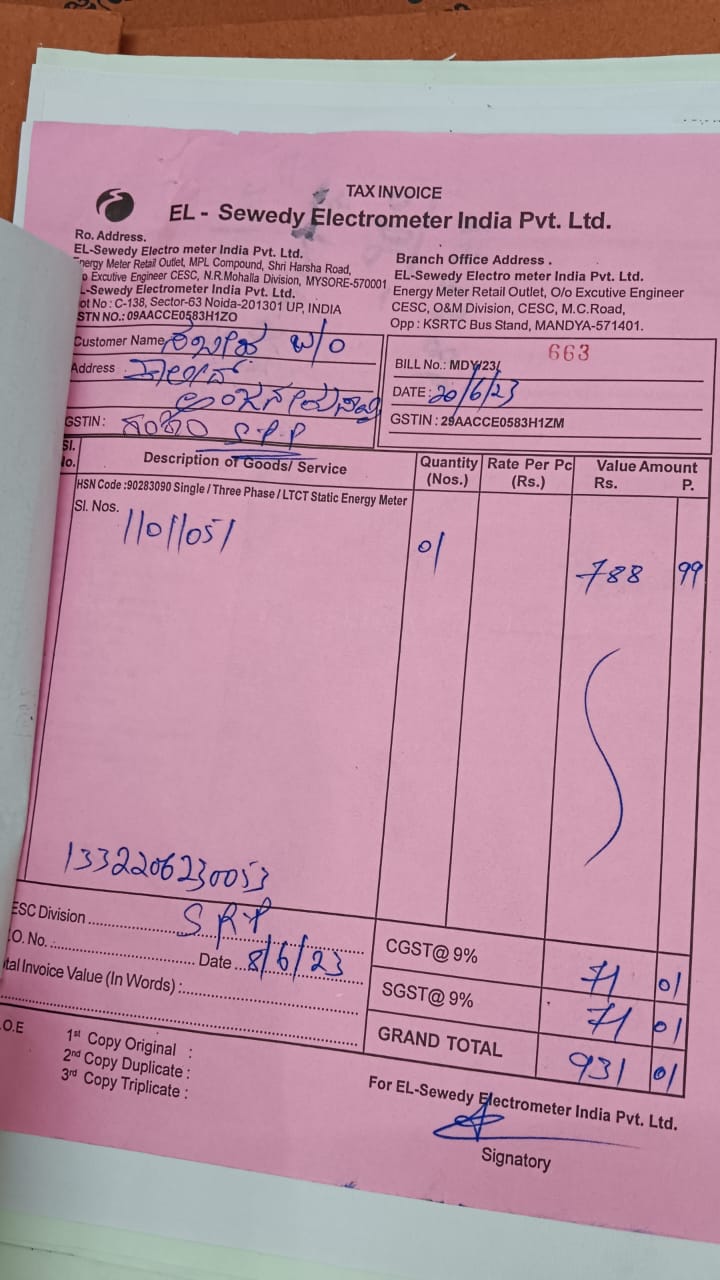 TAX INVOICE
EL - Sewedy Electrometer India Pvt. Ltd.
Ro. Address.
EL-Sewedy Electro meter India Pvt. Ltd.
Energy Meter Retail Outlet, MPL Compound, Shri Harsha Road,
o Excutive Engineer CESC, N.R.Mohalla Division, MYSORE-570001
L-Sewedy Electrometer Pvt. Ltd.
lot No : C-138, Sector-63 Noida-201301 UP, INDIA
STN NO.: 09AACCE0583H1ZO
Branch Office Address .
EL-Sewedy Electro meter India Pvt. Ltd.
Energy Meter Retail Outlet, O/o Excutive Engineer
CESC, O&M Division, CESC, M.C.Road,
Opp : KSRTC Bus Stand, MANDYA-571401.
Customer Name W/O
Address
GSTIN : S.P.P
663
BILL No.: MDY/23/
DATE : 20/6/23
GSTIN : 29AACCE0583H1ZM
Sl. No. Description of Goods/ Service Quantity (Nos.) Rate Per Pc (Rs.) Value Amount Rs. P.
HSN Code :90283090 Single / Three Phase / LTCT Static Energy Meter
Sl. Nos.
11011051 01 788 99
1332206230053
ESC Division S R P
.O. No. Date 8/6/23
tal Invoice Value (In Words) :
CGST@ 9% 71 01
SGST@ 9% 71 01
GRAND TOTAL 931 01
.O.E
1st Copy Original :
2nd Copy Duplicate :
3rd Copy Triplicate :
For EL-Sewedy Electrometer India Pvt. Ltd.
Signatory